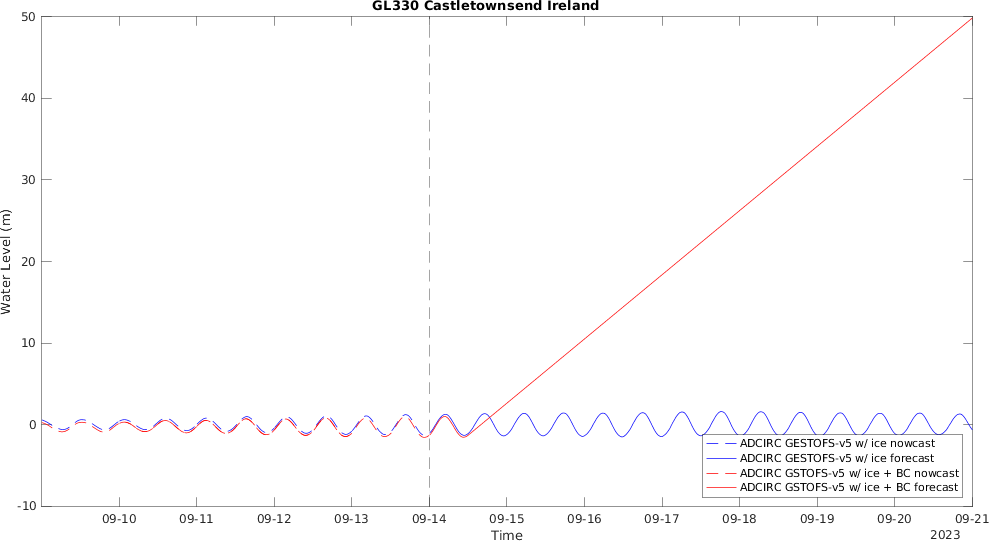 GL330 Castletownsend Ireland
50
40
30
20
10
0
-10
Water Level (m)
ADCIRC GESTOFS-v5 w/ ice nowcast
ADCIRC GESTOFS-v5 w/ ice forecast
ADCIRC GSTOFS-v5 w/ ice + BC nowcast
ADCIRC GSTOFS-v5 w/ ice + BC forecast
09-10 09-11 09-12 09-13 09-14 09-15 09-16 09-17 09-18 09-19 09-20 09-21
Time
2023